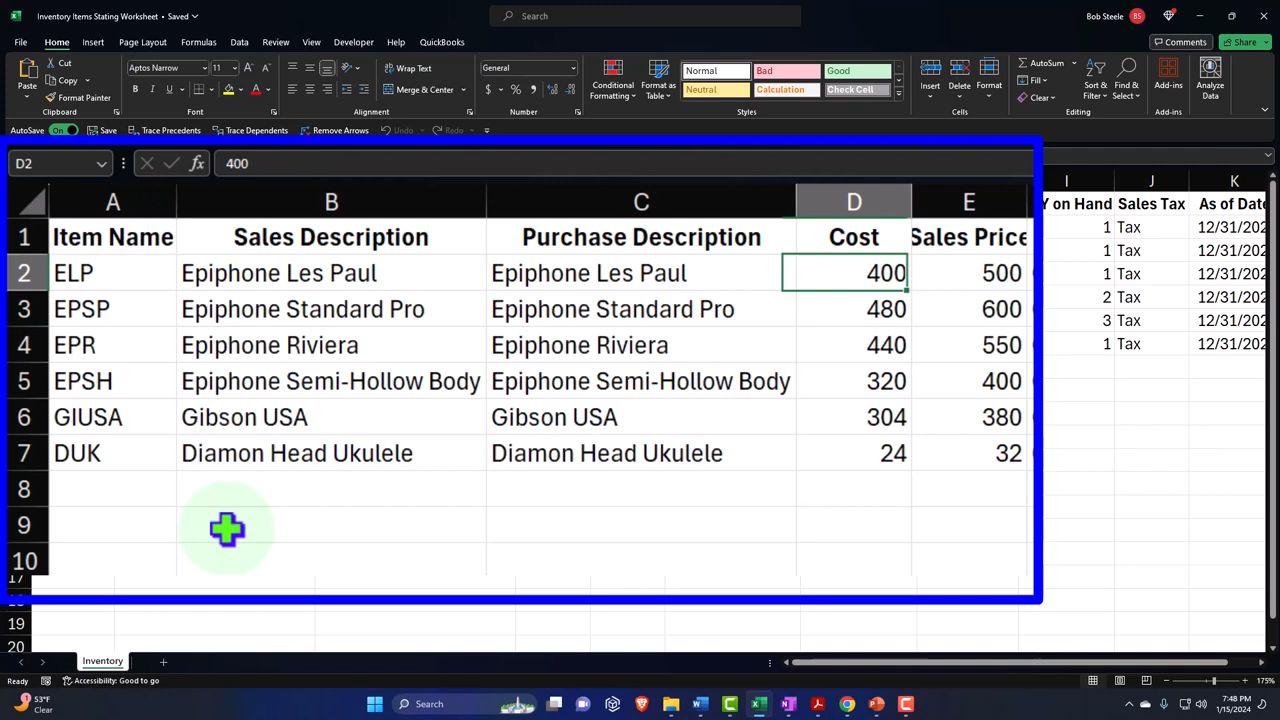 Inventory Items Stating Worksheet • Saved
Search
Bob Steele BS
File Home Insert Page Layout Formulas Data Review View Developer Help QuickBooks
Comments Share
Paste
Cut
Copy
Format Painter
Clipboard
Aptos Narrow 11
B I U
Font
Wrap Text
Merge & Center
Alignment
General
Number
Conditional Formatting
Format as Table
Normal Bad Good
Neutral Calculation Check Cell
Styles
Insert Delete Format
Cells
AutoSum
Fill
Clear
Sort & Filter
Find & Select
Editing
Add-ins
Add-ins
Analyze Data
AutoSave On Save Trace Precedents Trace Dependents Remove Arrows Undo Redo
D2 fx 400
A B C D E I J K
1 Item Name Sales Description Purchase Description Cost Sales Price Y on Hand Sales Tax As of Date
2 ELP Epiphone Les Paul Epiphone Les Paul 400 500 1 Tax 12/31/202
3 EPSP Epiphone Standard Pro Epiphone Standard Pro 480 600 1 Tax 12/31/202
4 EPR Epiphone Riviera Epiphone Riviera 440 550 1 Tax 12/31/202
5 EPSH Epiphone Semi-Hollow Body Epiphone Semi-Hollow Body 320 400 2 Tax 12/31/202
6 GIUSA Gibson USA Gibson USA 304 380 3 Tax 12/31/202
7 DUK Diamon Head Ukulele Diamon Head Ukulele 24 32 1 Tax 12/31/202
8
9
10
17
18
19
20
Inventory
Ready Accessibility: Good to go 175%
53°F
Clear
1
Search
7:48 PM
1/15/2024